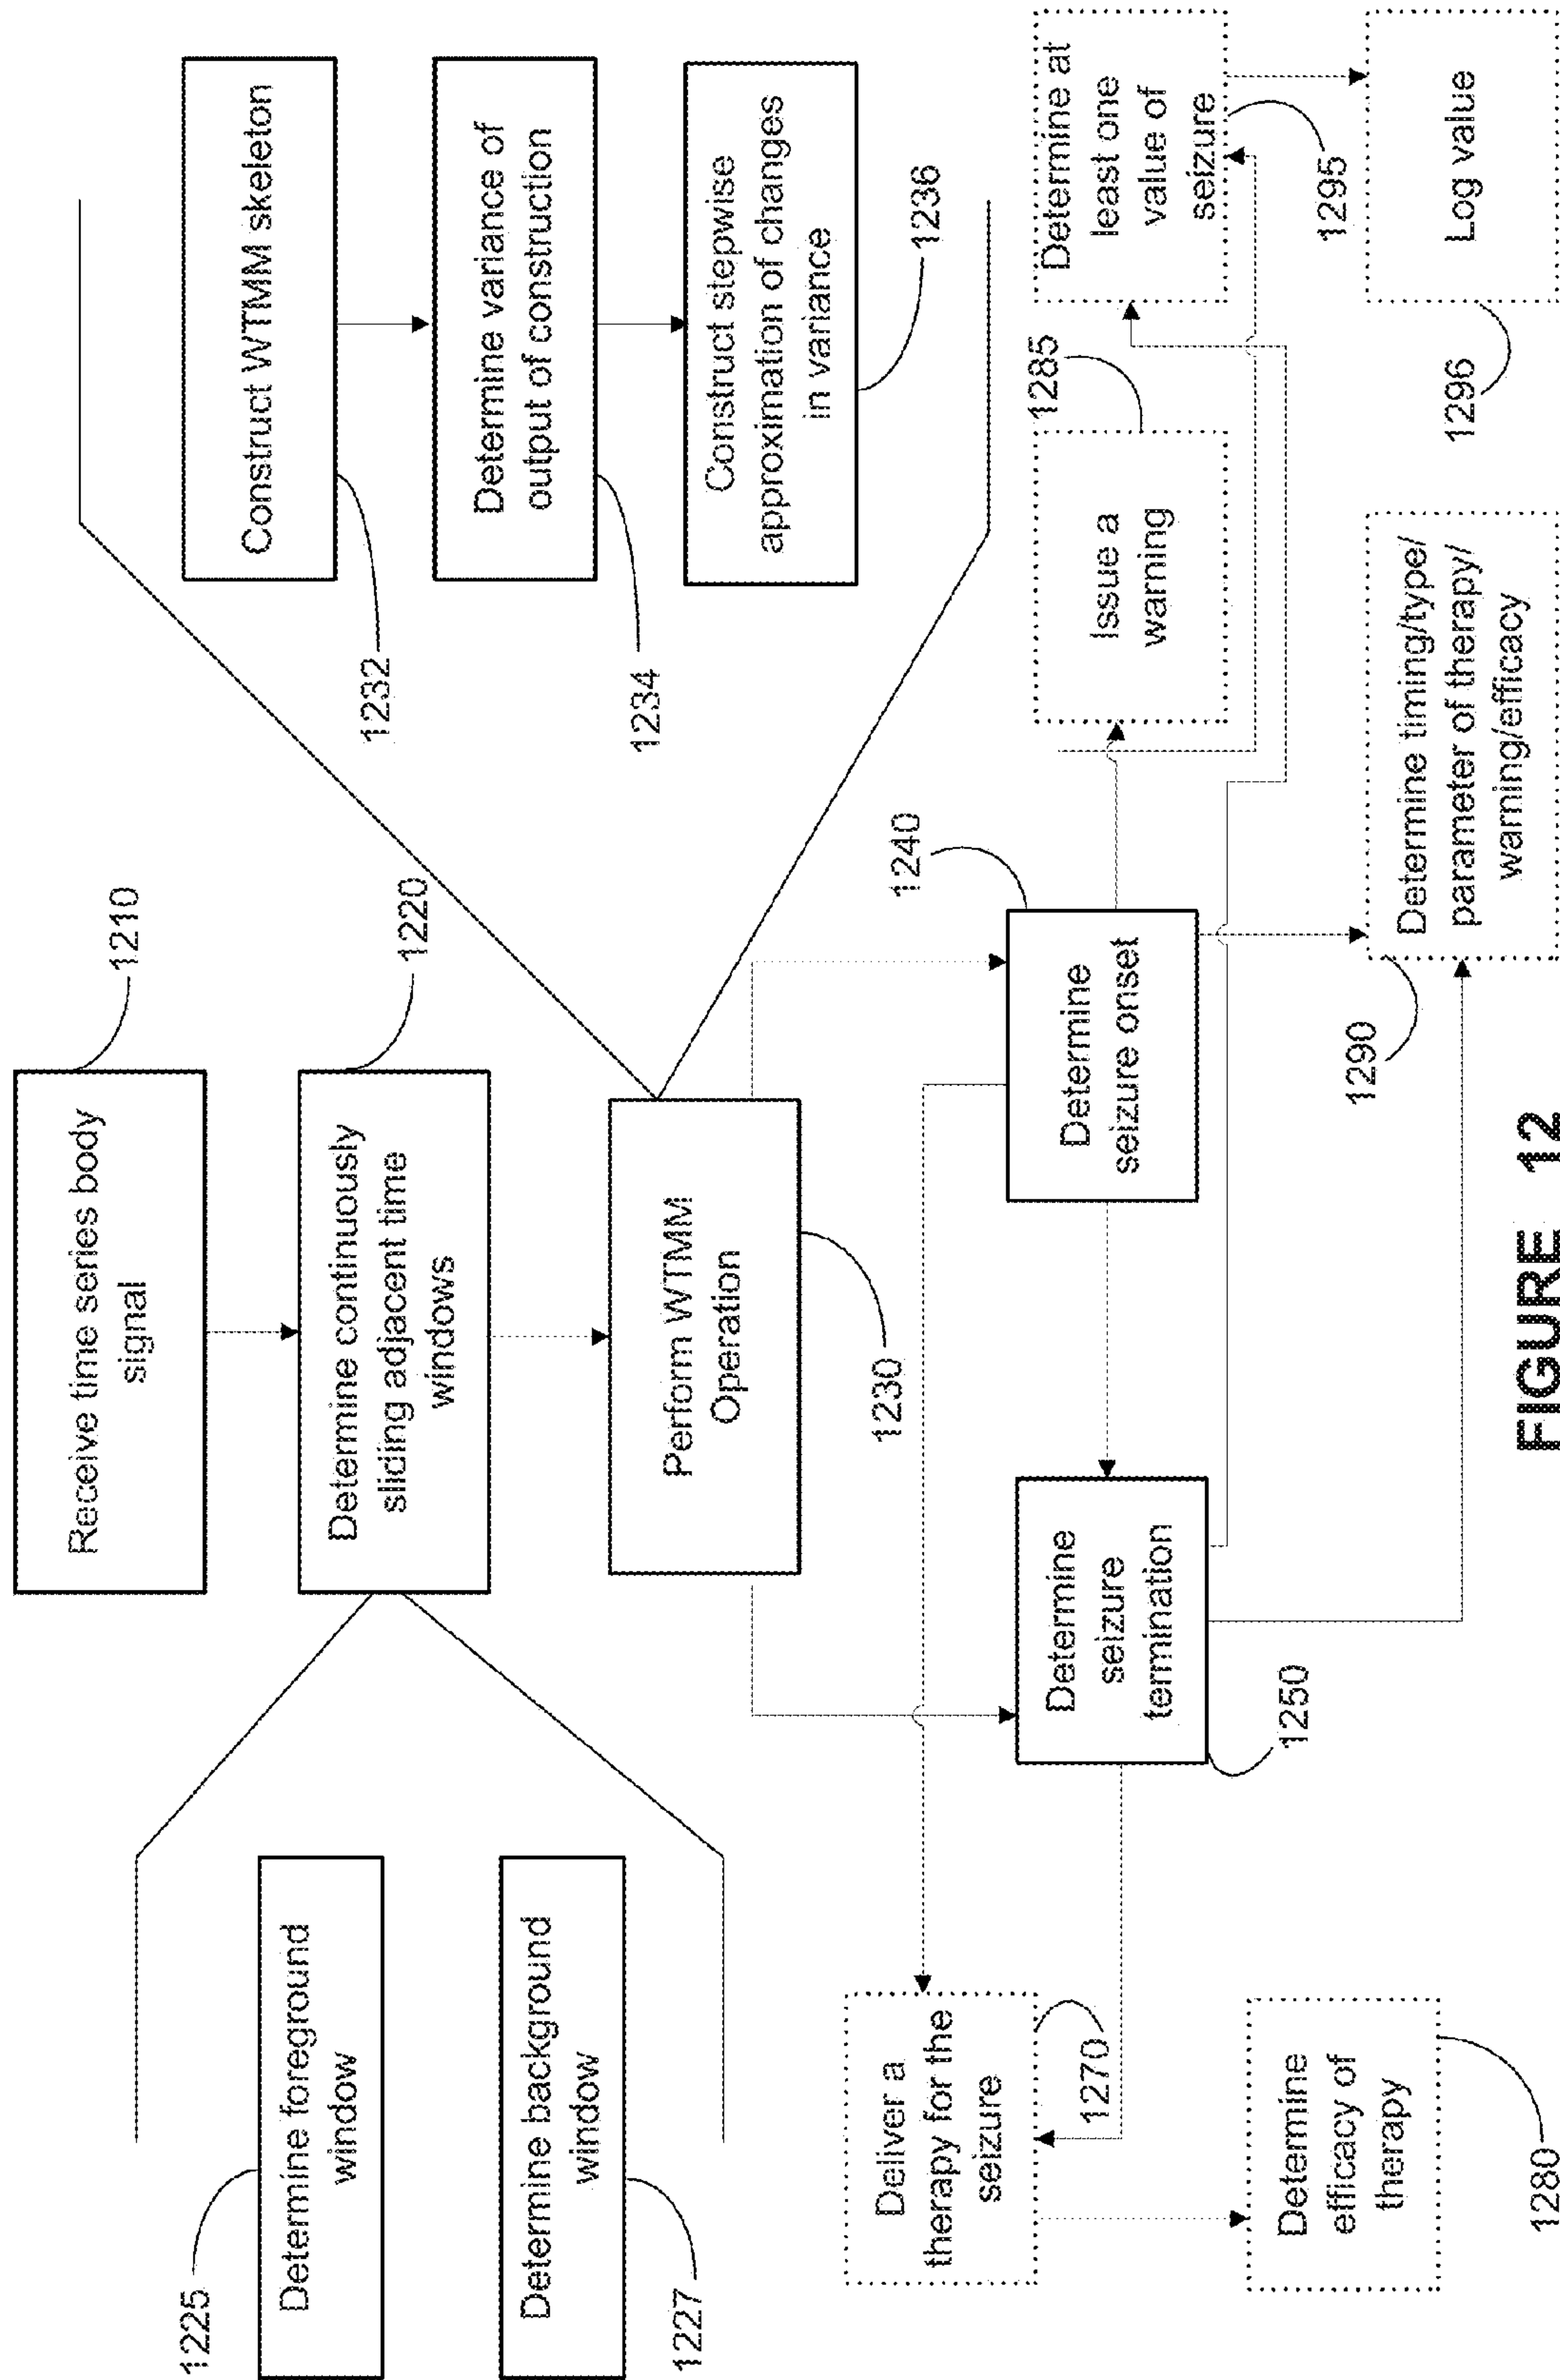 Receive time series body
signal
1210
Determine continuously
sliding adjacent time
windows
1220
Determine foreground
window
1225
Determine background
window
1227
Perform WTMM
Operation
1230
Construct WTMM skeleton
1232
Determine variance of
output of construction
1234
Construct stepwise
approximation of changes
in variance
1236
Deliver a
therapy for the
seizure
1270
Determine
seizure
termination
1250
Determine
seizure onset
1240
Issue a
warning
1285
Determine at
least one
value of
seizure
1295
Determine
efficacy of
therapy
1280
1290
Determine timing/type/
parameter of therapy/
warning/efficacy
1296
Log value
FIGURE 12